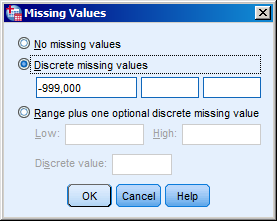 Missing Values
No missing values
Discrete missing values
-999,000
Range plus one optional discrete missing value
Low: High:
Discrete value:
OK Cancel Help